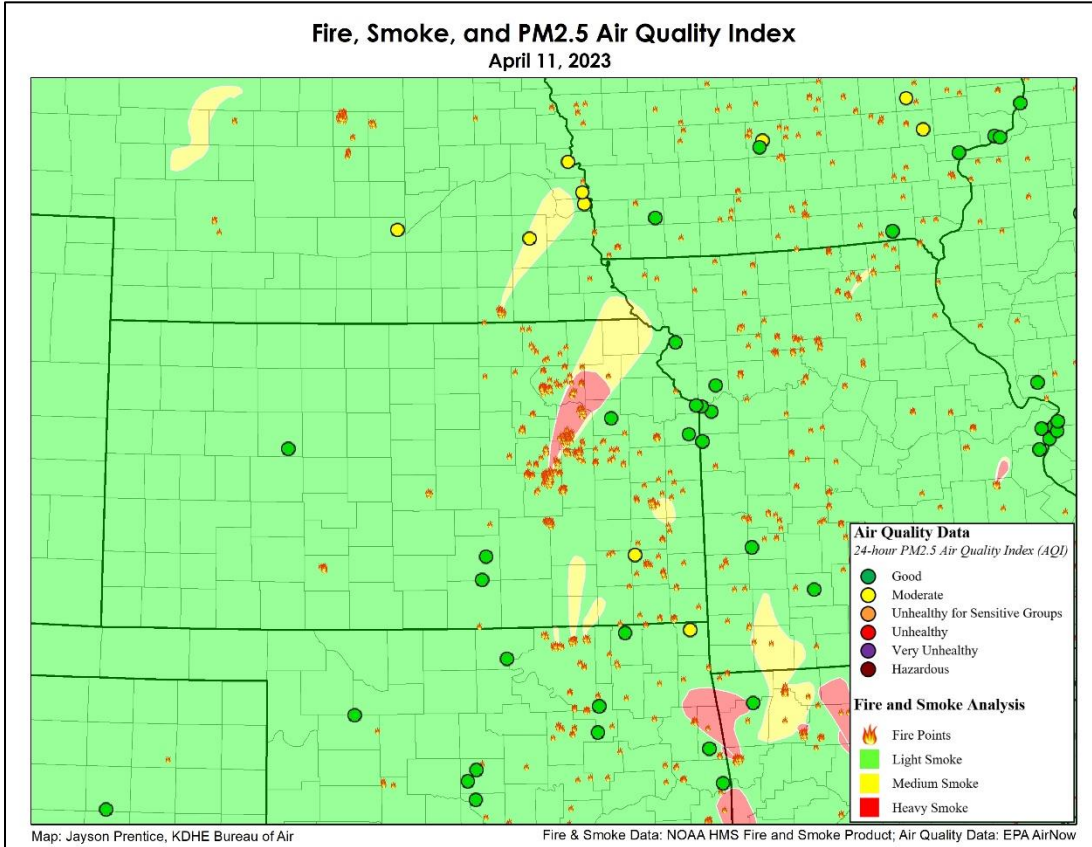 Fire, Smoke, and PM2.5 Air Quality Index
April 11, 2023
Air Quality Data
24-hour PM2.5 Air Quality Index (AQI)
Good
Moderate
Unhealthy for Sensitive Groups
Unhealthy
Very Unhealthy
Hazardous
Fire and Smoke Analysis
Fire Points
Light Smoke
Medium Smoke
Heavy Smoke
Map: Jayson Prentice, KDHE Bureau of Air
Fire & Smoke Data: NOAA HMS Fire and Smoke Product; Air Quality Data: EPA AirNow